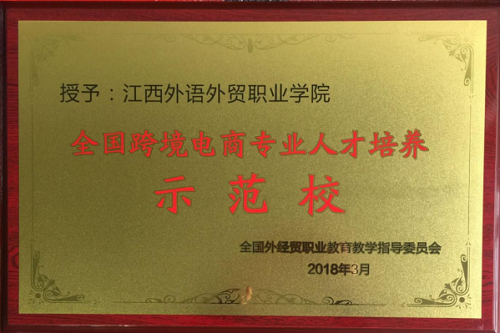 授予：江西外语外贸职业学院
全国跨境电商专业人才培养
示范校
全国外经贸职业教育教学指导委员会
2018年3月